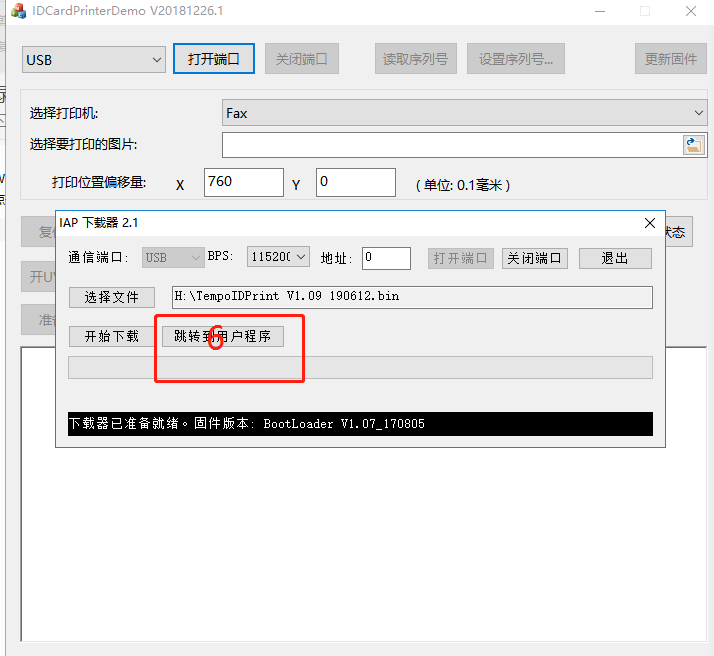 IDCardPrinterDemo V20181226.1
USB 打开端口 关闭端口 读取序列号 设置序列号... 更新固件
选择打印机: Fax
选择要打印的图片:
打印位置偏移量: X 760 Y 0 (单位: 0.1毫米)
IAP 下载器 2.1
状态
通信端口: USB BPS: 115200 地址: 0 打开端口 关闭端口 退出
开U
选择文件 H:\TempoIDPrint V1.09 190612.bin
开始下载 跳转到用户程序
6
下载器已准备就绪。固件版本: BootLoader V1.07_170805